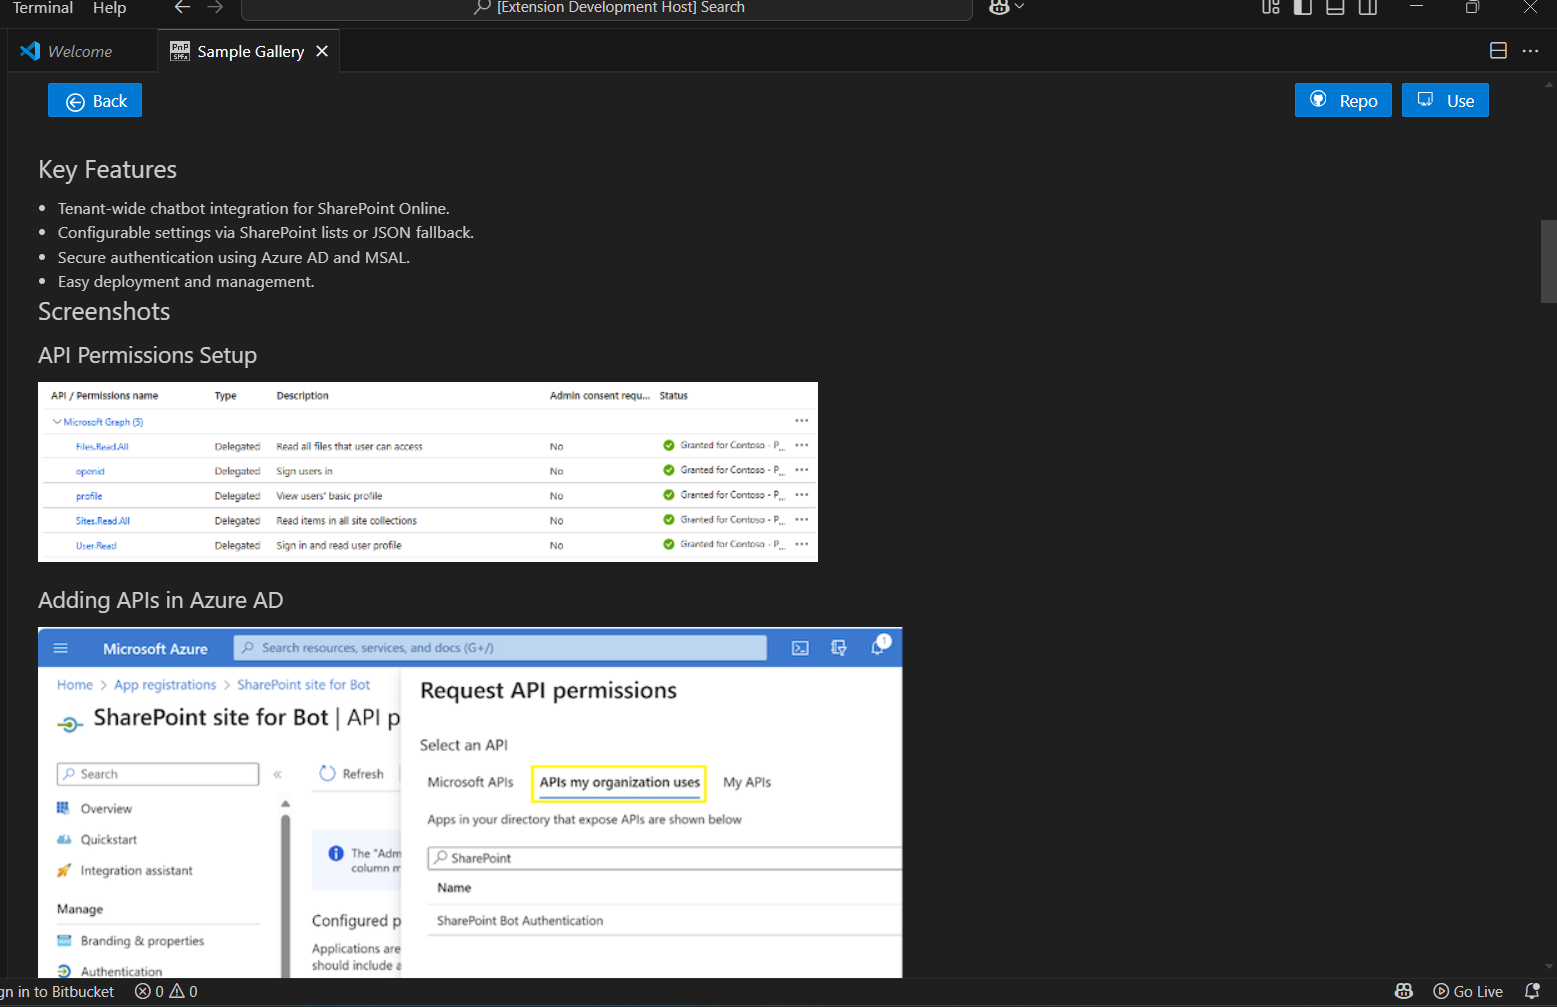 Terminal Help
[Extension Development Host] Search
Welcome
PnP SPFx Sample Gallery
Back
Repo
Use
Key Features
Tenant-wide chatbot integration for SharePoint Online.
Configurable settings via SharePoint lists or JSON fallback.
Secure authentication using Azure AD and MSAL.
Easy deployment and management.
Screenshots
API Permissions Setup
API / Permissions name Type Description Admin consent requ... Status
Microsoft Graph (5) ...
Files.Read.All Delegated Read all files that user can access No Granted for Contoso - P... ...
openid Delegated Sign users in No Granted for Contoso - P... ...
profile Delegated View users' basic profile No Granted for Contoso - P... ...
Sites.Read.All Delegated Read items in all site collections No Granted for Contoso - P... ...
User.Read Delegated Sign in and read user profile No Granted for Contoso - P... ...
Adding APIs in Azure AD
Microsoft Azure
Search resources, services, and docs (G+/)
1
Home > App registrations > SharePoint site for Bot
SharePoint site for Bot | API p
Search
«
Refresh
Overview
Quickstart
Integration assistant
Manage
Branding & properties
Authentication
The "Adm
column m
Configured p
Applications are
should include a
Request API permissions
Select an API
Microsoft APIs APIs my organization uses My APIs
Apps in your directory that expose APIs are shown below
SharePoint
Name
SharePoint Bot Authentication
gn in to Bitbucket 0 0
Go Live